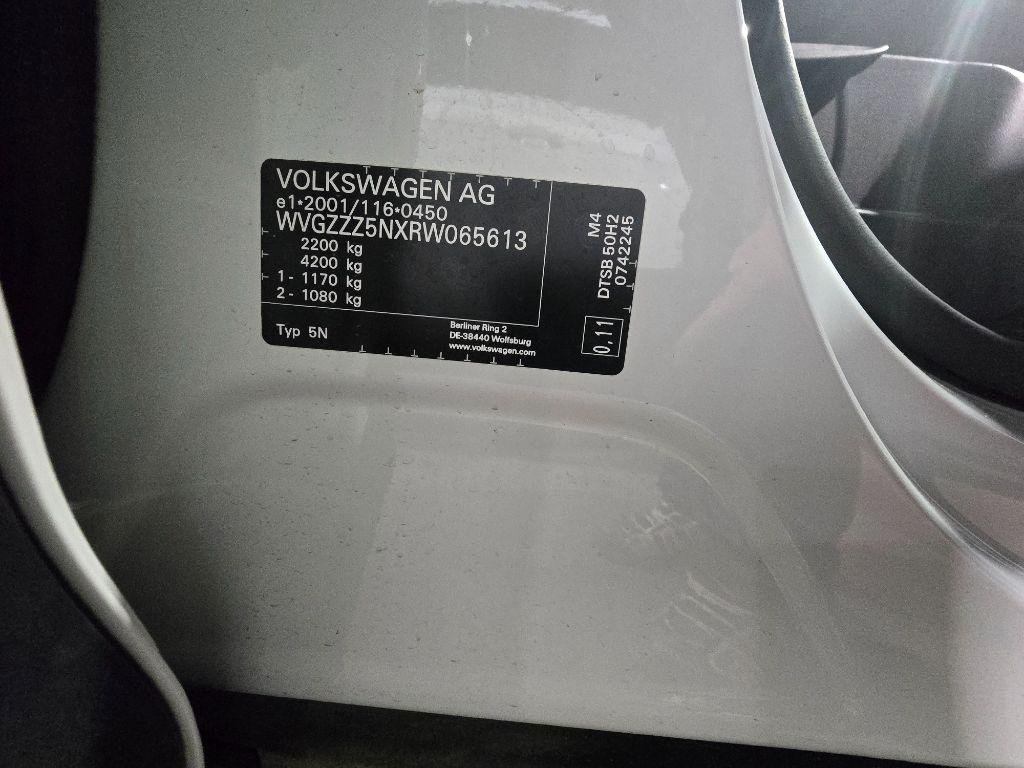 VOLKSWAGEN AG
e1*2001/116*0450
WVGZZZ5NXRW065613
2200 kg
4200 kg
1 - 1170 kg
2 - 1080 kg
Typ 5N
Berliner Ring 2
DE-38440 Wolfsburg
www.volkswagen.com
M4
DTSB 50H2
0742245
0,11